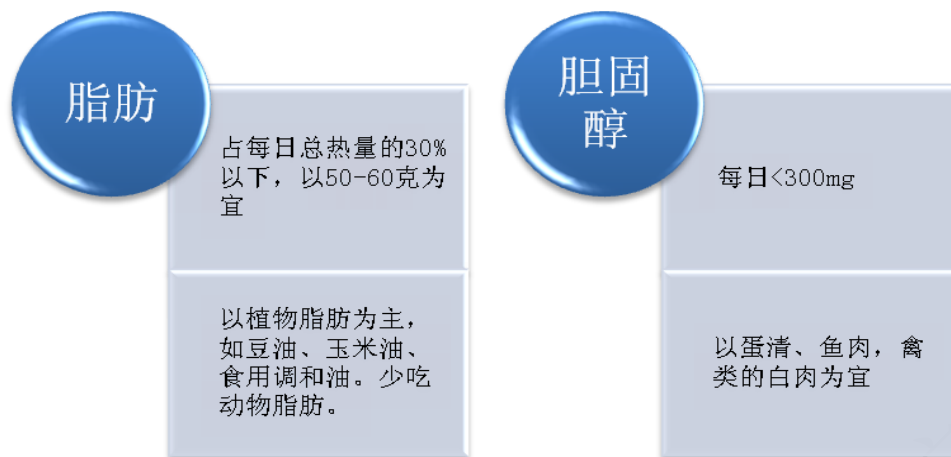 脂肪
占每日总热量的30%
以下，以50-60克为
宜
以植物脂肪为主，
如豆油、玉米油、
食用调和油。少吃
动物脂肪。
胆固
醇
每日<300mg
以蛋清、鱼肉，禽
类的白肉为宜